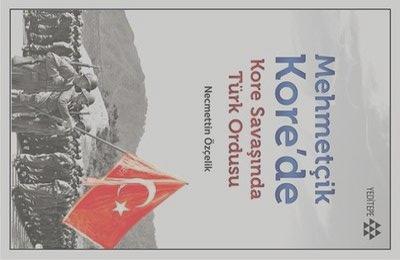 Mehmetçik
Kore'de
Kore Savaşında
Türk Ordusu
Necmettin Özçelik
YEDİTEPE